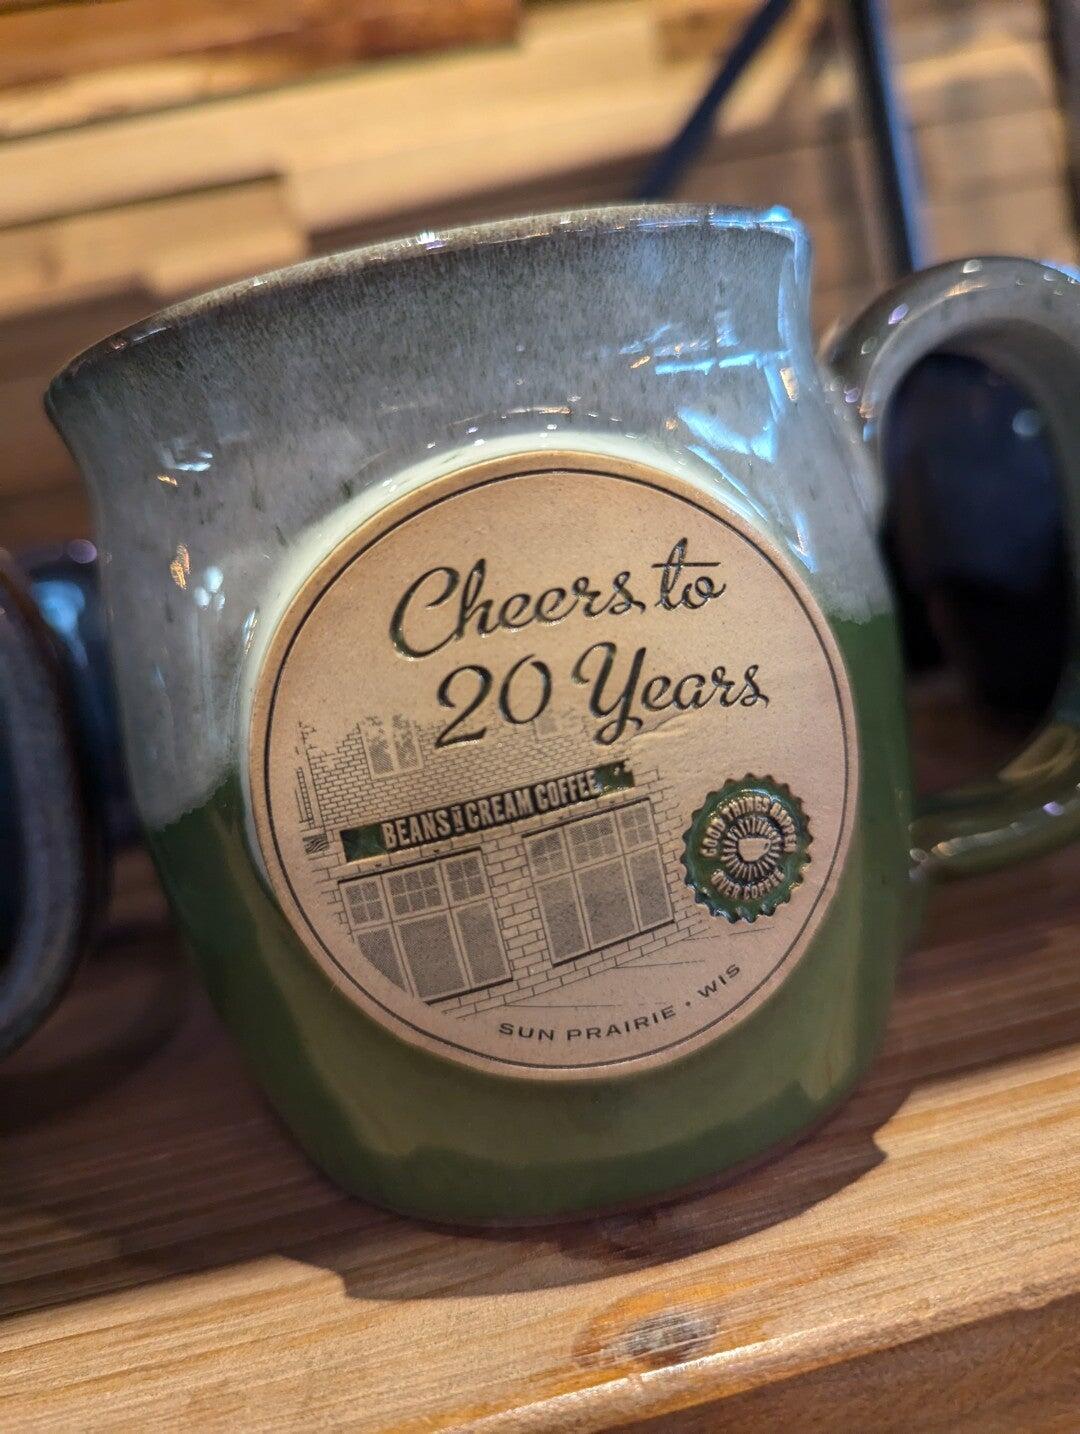 Cheers to
20 Years
BEANS N CREAM COFFEE
GOOD THINGS HAPPEN
OVER COFFEE
SUN PRAIRIE • WIS